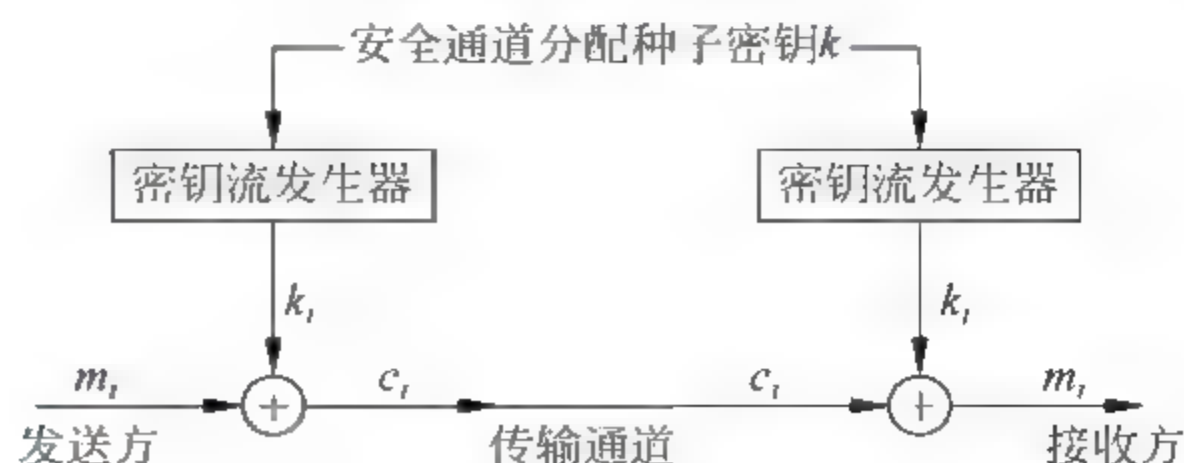 安全通道分配种子密钥k
密钥流发生器 密钥流发生器
k_i k_i
m_i c_i c_i m_i
发送方 传输通道 接收方